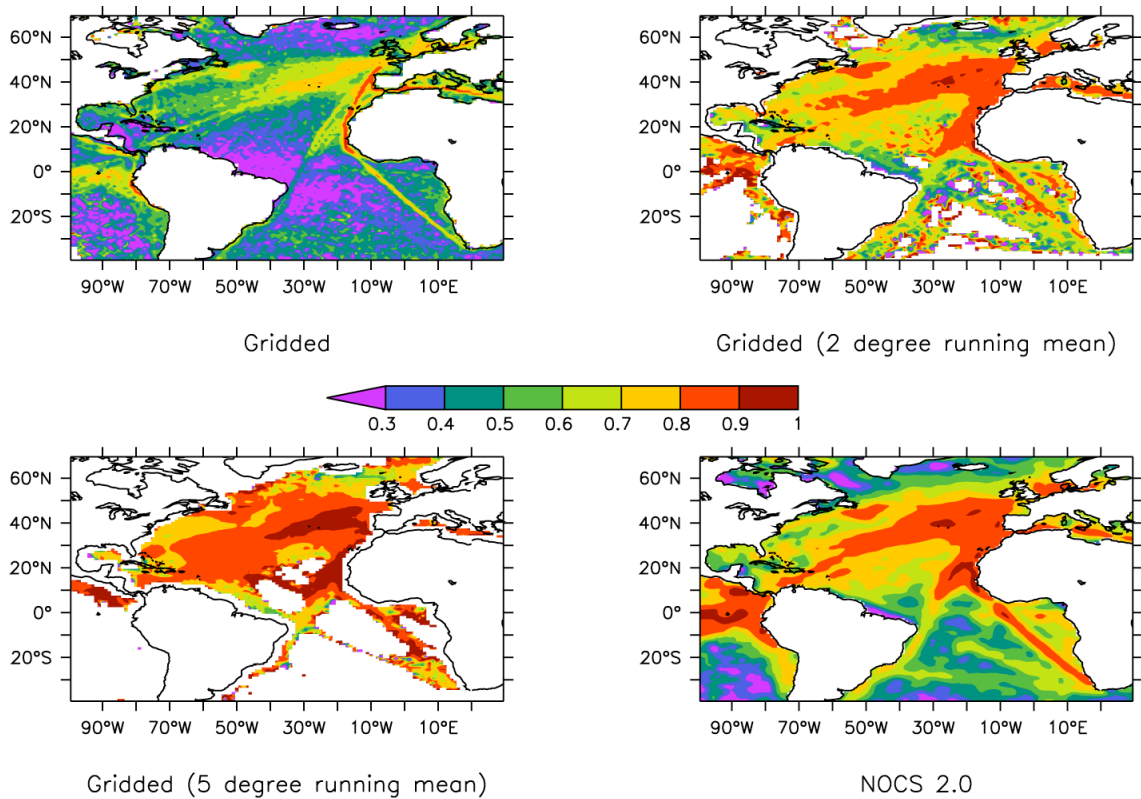 60°N
40°N
20°N
0°
20°S
90°W 70°W 50°W 30°W 10°W 10°E
Gridded
60°N
40°N
20°N
0°
20°S
90°W 70°W 50°W 30°W 10°W 10°E
Gridded (2 degree running mean)
0.3 0.4 0.5 0.6 0.7 0.8 0.9 1
60°N
40°N
20°N
0°
20°S
90°W 70°W 50°W 30°W 10°W 10°E
Gridded (5 degree running mean)
60°N
40°N
20°N
0°
20°S
90°W 70°W 50°W 30°W 10°W 10°E
NOCS 2.0